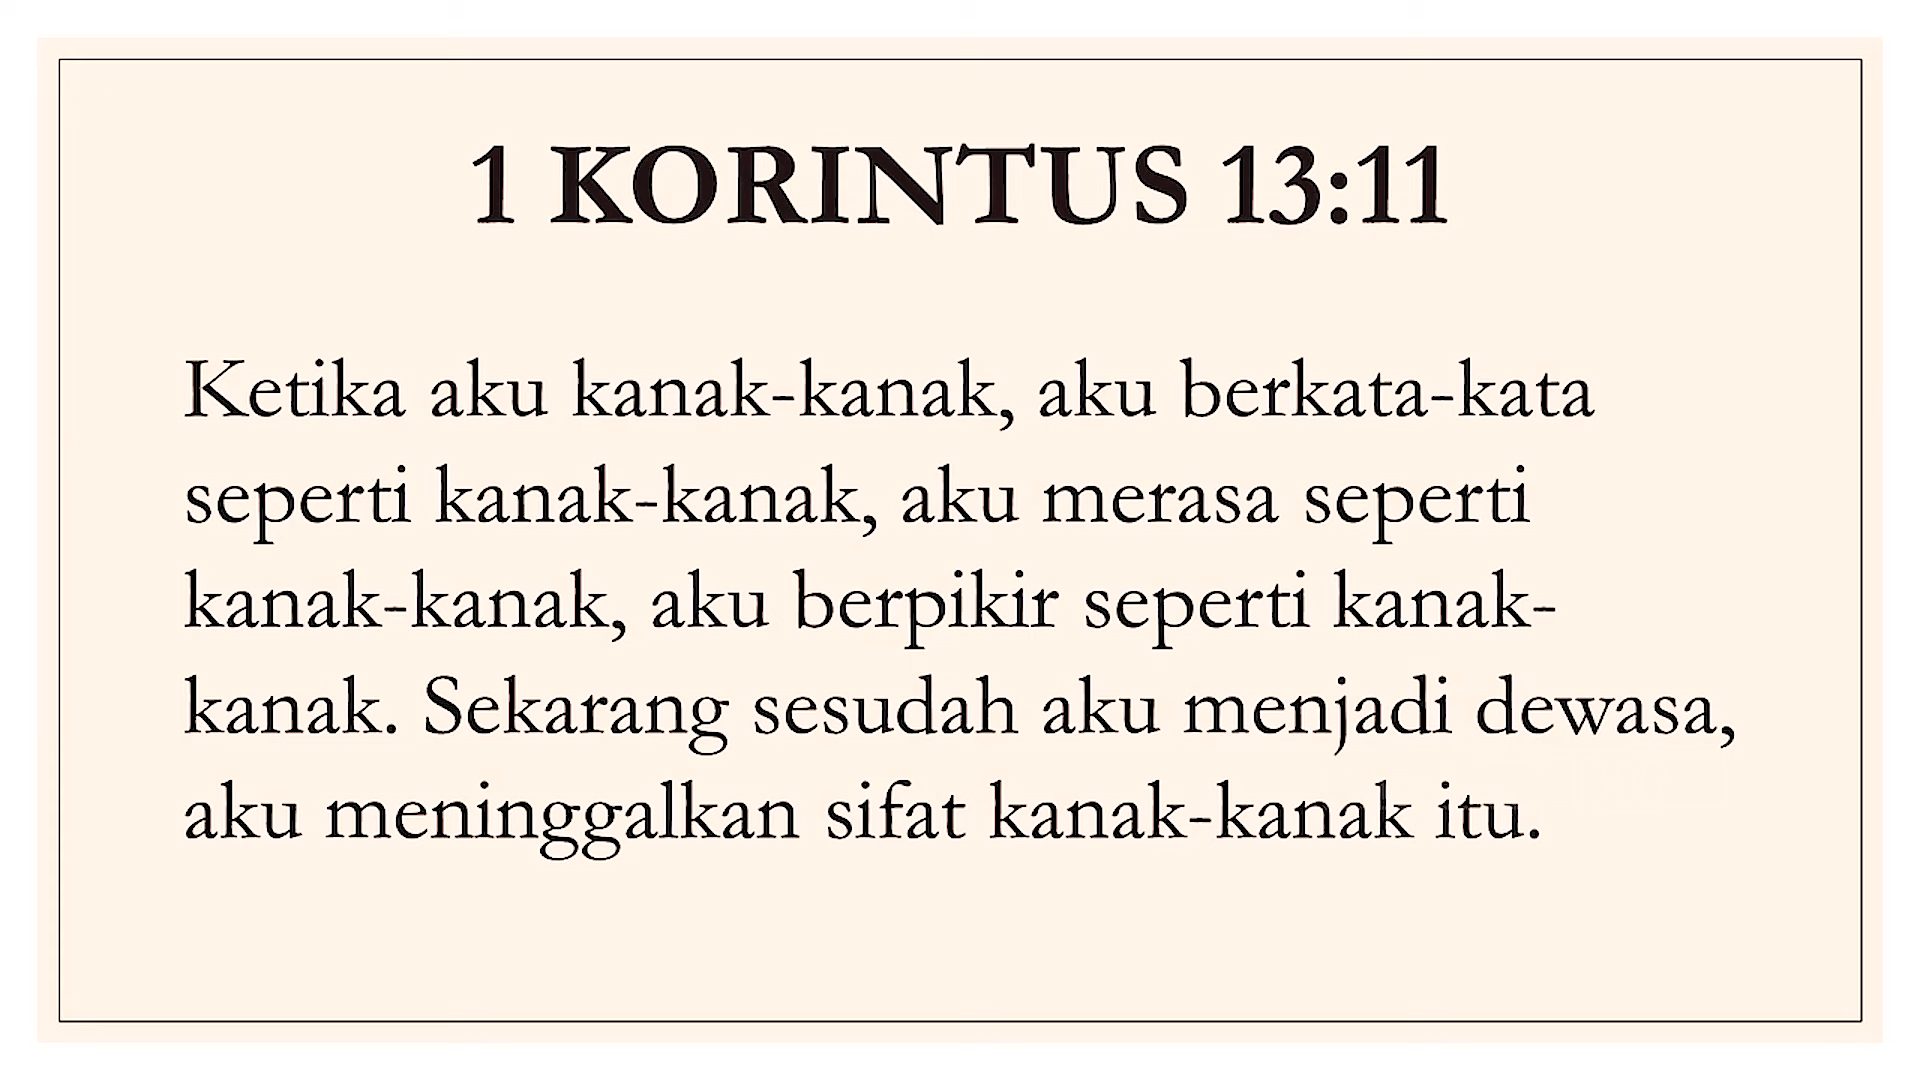 1 KORINTUS 13:11
Ketika aku kanak-kanak, aku berkata-kata
seperti kanak-kanak, aku merasa seperti
kanak-kanak, aku berpikir seperti kanak-
kanak. Sekarang sesudah aku menjadi dewasa,
aku meninggalkan sifat kanak-kanak itu.